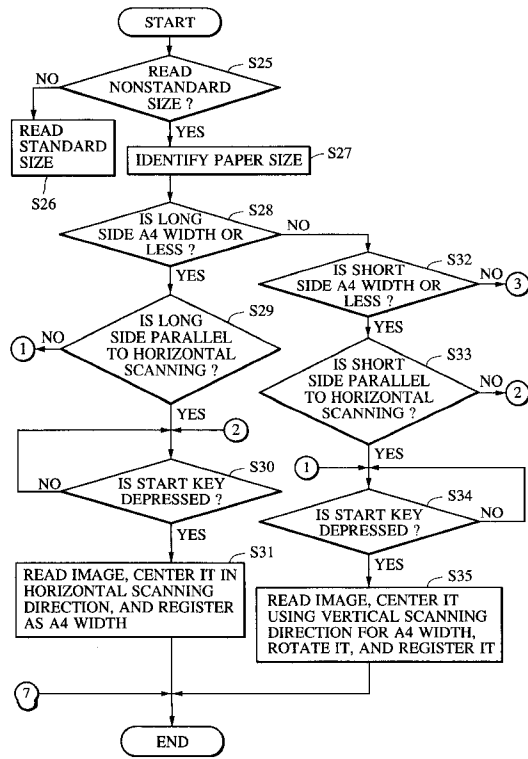 START
S25
READ
NONSTANDARD
SIZE ?
NO
YES
READ
STANDARD
SIZE
S26
IDENTIFY PAPER SIZE
S27
S28
IS LONG
SIDE A4 WIDTH OR
LESS ?
NO
YES
S32
IS SHORT
SIDE A4 WIDTH OR
LESS ?
NO
3
YES
S29
IS LONG
SIDE PARALLEL
TO HORIZONTAL
SCANNING ?
NO
1
YES
2
S33
IS SHORT
SIDE PARALLEL
TO HORIZONTAL
SCANNING ?
NO
2
YES
1
S30
IS START KEY
DEPRESSED ?
NO
YES
S34
IS START KEY
DEPRESSED ?
NO
YES
S31
READ IMAGE, CENTER IT IN
HORIZONTAL SCANNING
DIRECTION, AND REGISTER
AS A4 WIDTH
S35
READ IMAGE, CENTER IT
USING VERTICAL SCANNING
DIRECTION FOR A4 WIDTH,
ROTATE IT, AND REGISTER IT
7
END